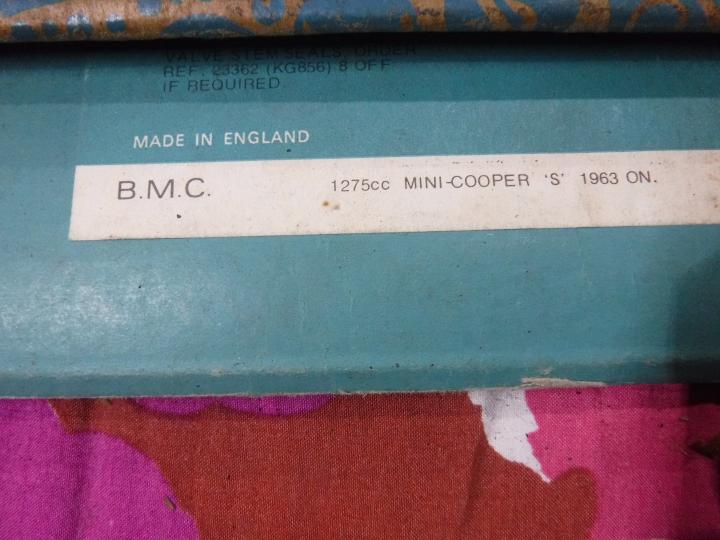 VALVE STEM SEALS, ORDER
REF. 23362 (KG856) 8 OFF
IF REQUIRED
MADE IN ENGLAND
B.M.C. 1275cc MINI-COOPER 'S' 1963 ON.